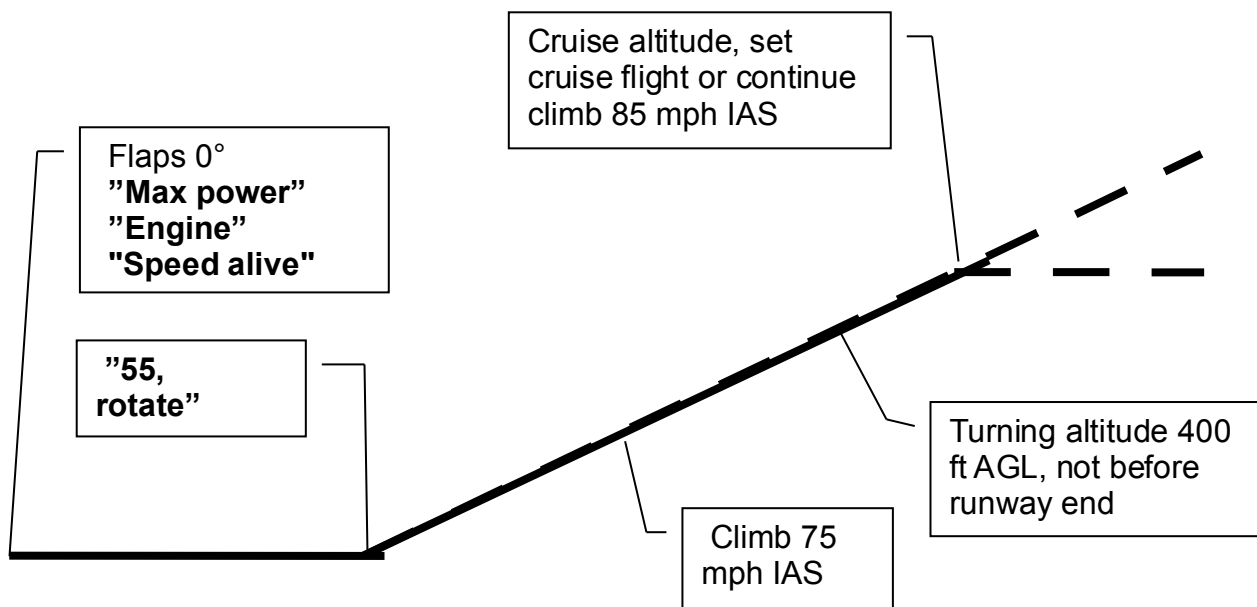 Cruise altitude, set
cruise flight or continue
climb 85 mph IAS
Flaps 0°
”Max power”
”Engine”
"Speed alive"
”55,
rotate”
Turning altitude 400
ft AGL, not before
runway end
Climb 75
mph IAS